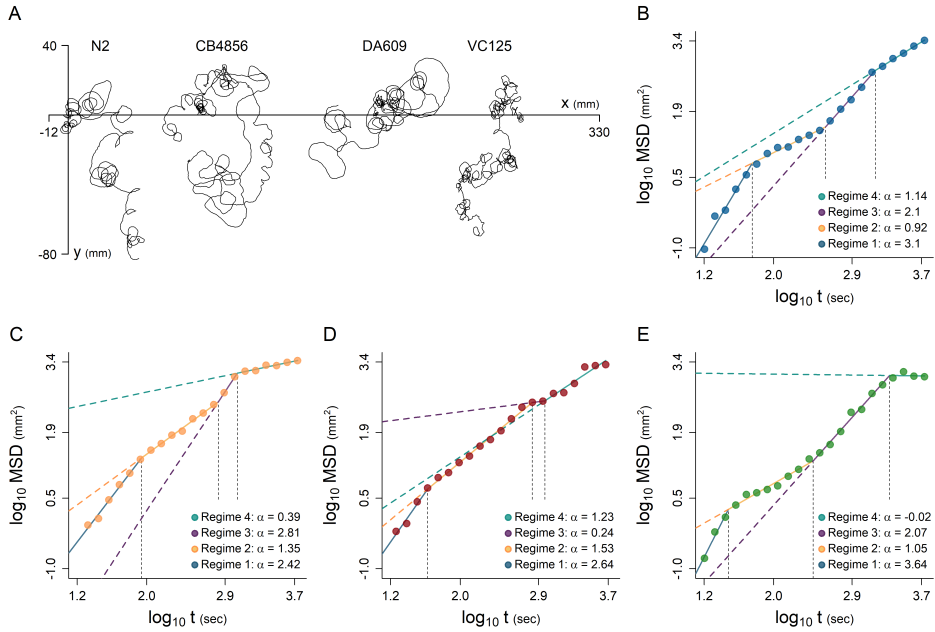 A
40
N2
CB4856
DA609
VC125
x (mm)
-12
330
-80
y (mm)
B
log10 MSD (mm²)
3.4
1.9
0.5
-1.0
Regime 4: α = 1.14
Regime 3: α = 2.1
Regime 2: α = 0.92
Regime 1: α = 3.1
1.2 2.0 2.9 3.7
log10 t (sec)
C
log10 MSD (mm²)
3.4
1.9
0.5
-1.0
Regime 4: α = 0.39
Regime 3: α = 2.81
Regime 2: α = 1.35
Regime 1: α = 2.42
1.2 2.0 2.9 3.7
log10 t (sec)
D
log10 MSD (mm²)
3.4
1.9
0.5
-1.0
Regime 4: α = 1.23
Regime 3: α = 0.24
Regime 2: α = 1.53
Regime 1: α = 2.64
1.2 2.0 2.9 3.7
log10 t (sec)
E
log10 MSD (mm²)
3.4
1.9
0.5
-1.0
Regime 4: α = -0.02
Regime 3: α = 2.07
Regime 2: α = 1.05
Regime 1: α = 3.64
1.2 2.0 2.9 3.7
log10 t (sec)